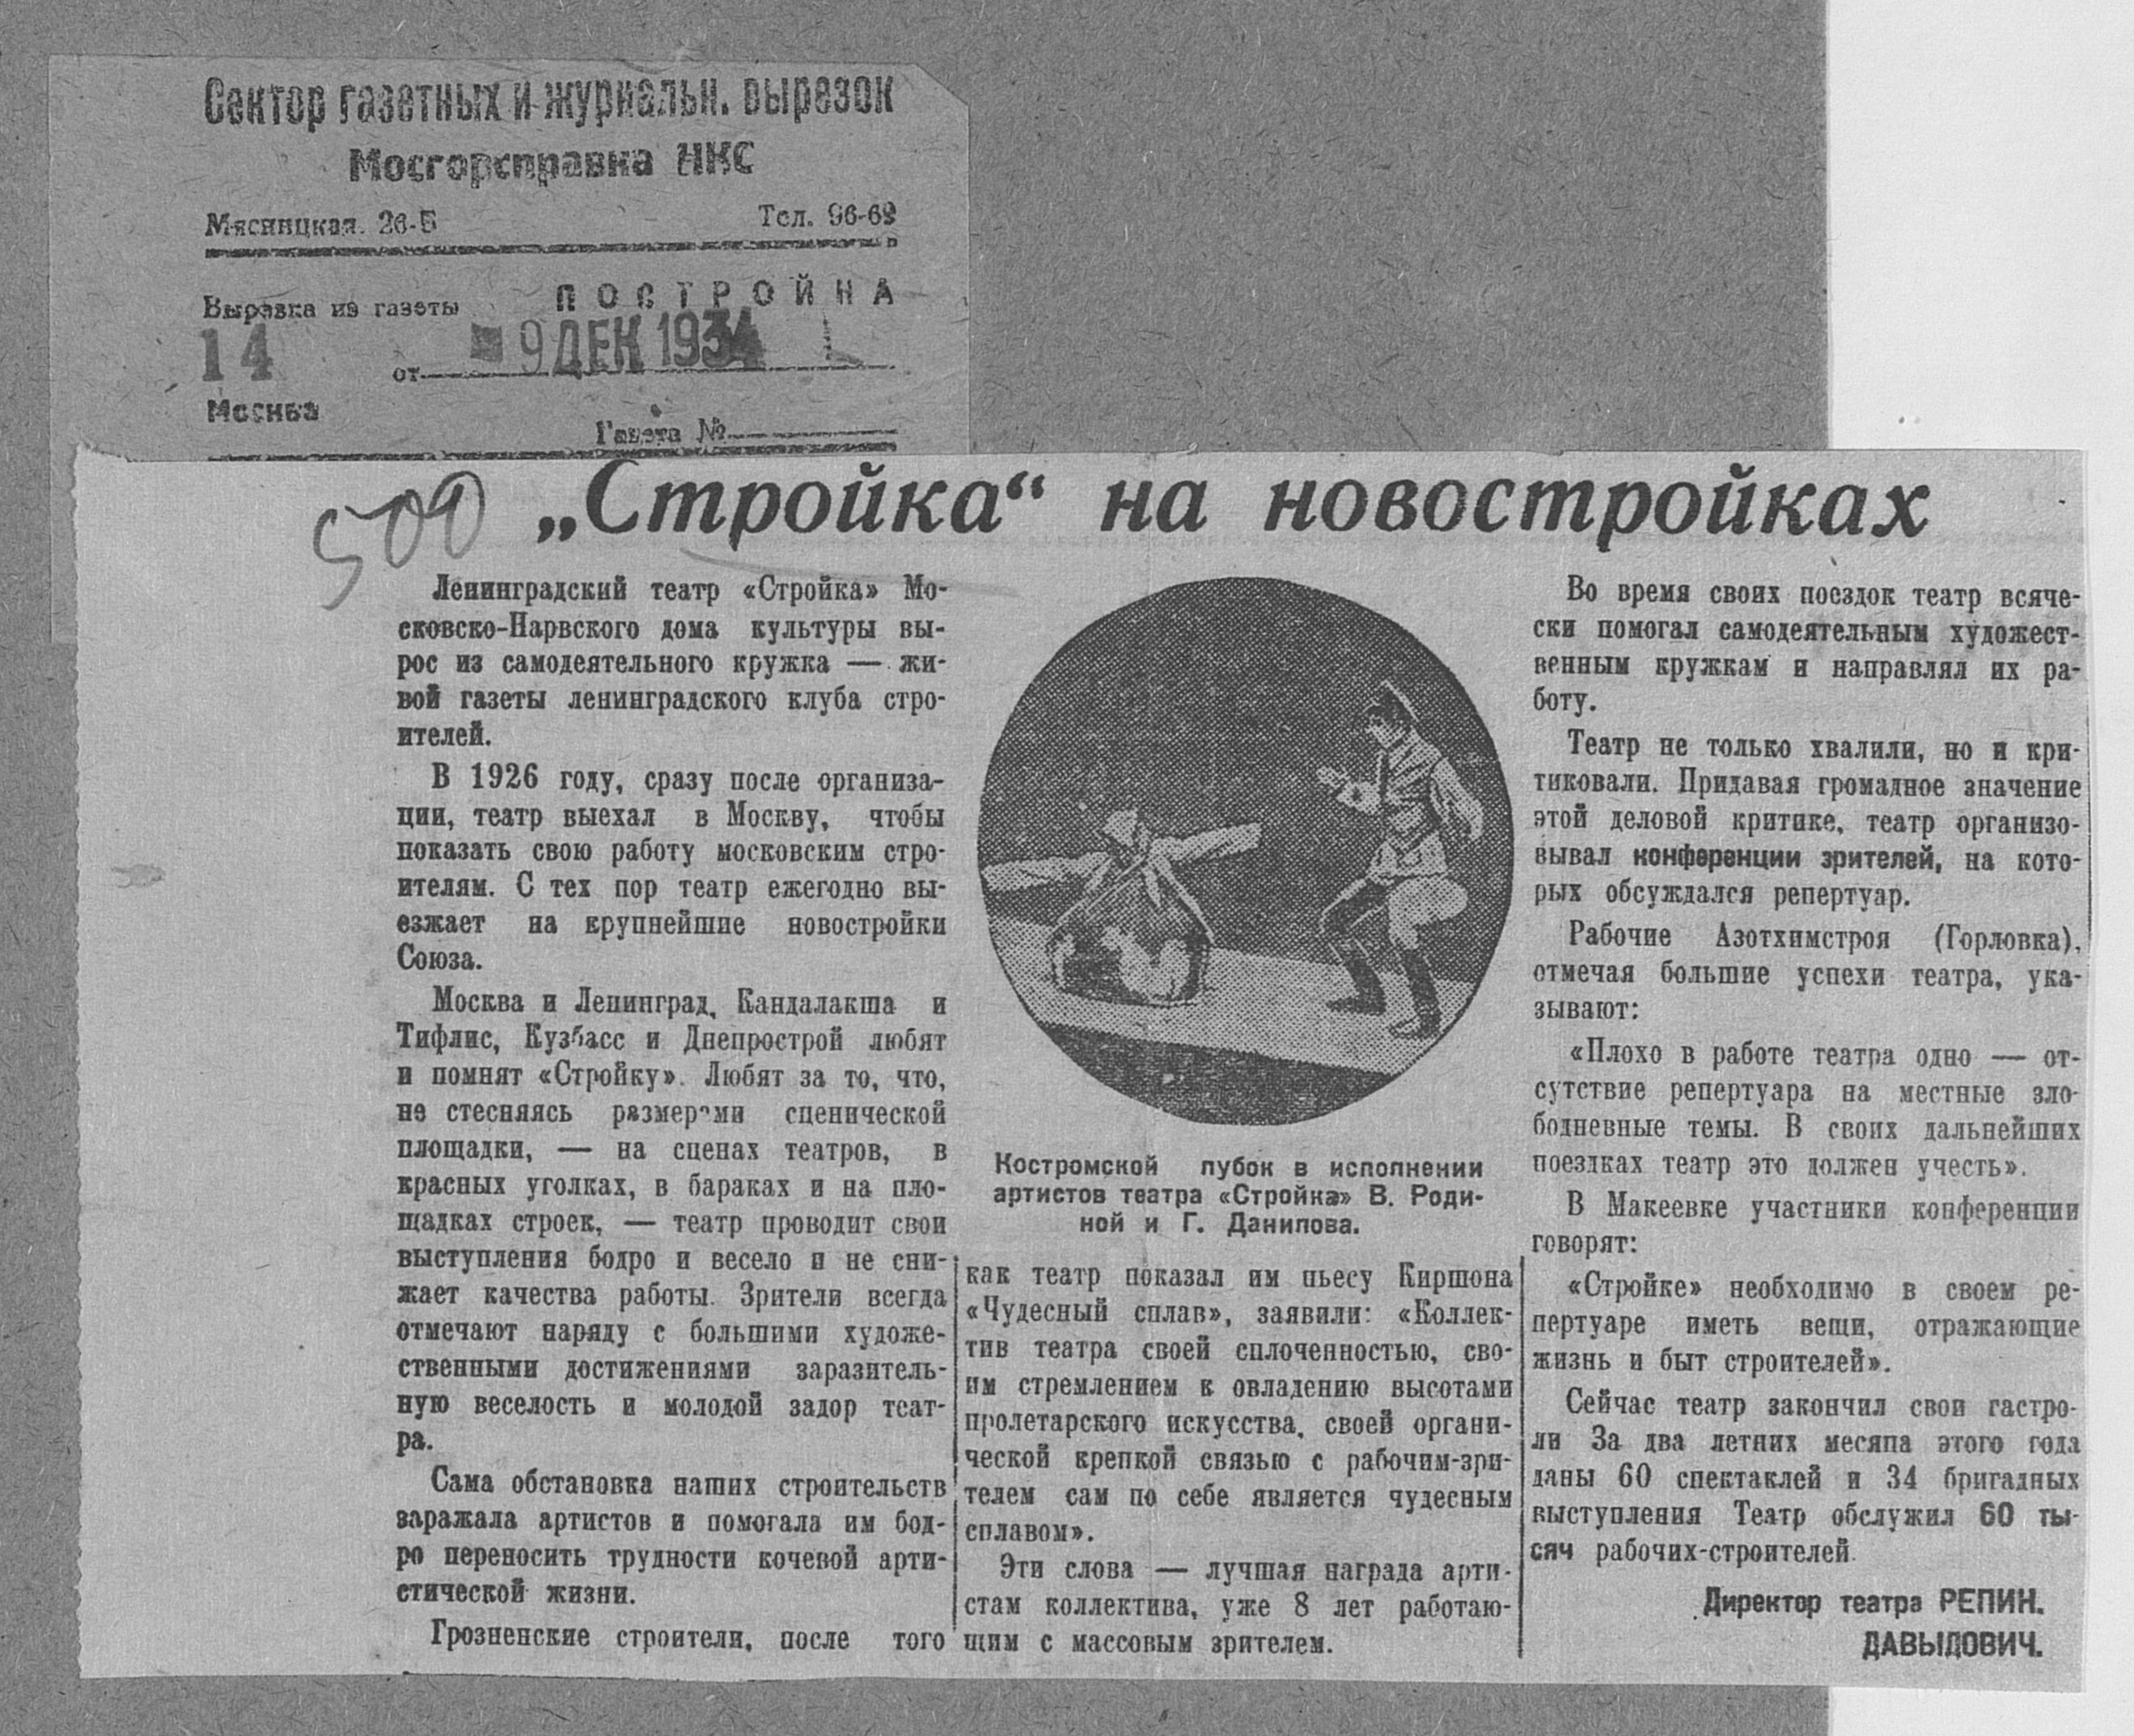 Сектор газетных и журнальн. вырезок
Мосгорсправка НКС
Мясницкая, 26-Б Тел. 96-69
Вырезка из газеты ПОСТРОЙКА
14 от 9 ДЕК 1934
Москва
Газета №
500
„Стройка“ на новостройках
Ленинградский театр «Стройка» Мо-
сковско-Нарвского дома культуры вы-
рос из самодеятельного кружка — жи-
вой газеты ленинградского клуба стро-
ителей.
В 1926 году, сразу после организа-
ции, театр выехал в Москву, чтобы
показать свою работу московским стро-
ителям. С тех пор театр ежегодно вы-
езжает на крупнейшие новостройки
Союза.
Москва и Ленинград, Кандалакша и
Тифлис, Кузбасс и Днепрострой любят
и помнят «Стройку». Любят за то, что,
не стесняясь размерами сценической
площадки, — на сценах театров, в
красных уголках, в бараках и на пло-
щадках строек, — театр проводит свои
выступления бодро и весело и не сни-
жает качества работы. Зрители всегда
отмечают наряду с большими художе-
ственными достижениями заразитель-
ную веселость и молодой задор теат-
ра.
Сама обстановка наших строительств
заражала артистов и помогала им бод-
ро переносить трудности кочевой арти-
стической жизни.
Грозненские строители, после того
Костромской лубок в исполнении
артистов театра «Стройка» В. Роди-
ной и Г. Данилова.
как театр показал им пьесу Киршона
«Чудесный сплав», заявили: «Коллек-
тив театра своей сплоченностью, сво-
им стремлением к овладению высотами
пролетарского искусства, своей органи-
ческой крепкой связью с рабочим-зри-
телем сам по себе является чудесным
сплавом».
Эти слова — лучшая награда арти-
стам коллектива, уже 8 лет работаю-
щим с массовым зрителем.
Во время своих поездок театр всяче-
ски помогал самодеятельным художест-
венным кружкам и направлял их ра-
боту.
Театр не только хвалили, но и кри-
тиковали. Придавая громадное значение
этой деловой критике, театр организо-
вывал конференции зрителей, на кото-
рых обсуждался репертуар.
Рабочие Азотхимстроя (Горловка),
отмечая большие успехи театра, ука-
зывают:
«Плохо в работе театра одно — от-
сутствие репертуара на местные зло-
бодневные темы. В своих дальнейших
поездках театр это должен учесть».
В Макеевке участники конференции
говорят:
«Стройке» необходимо в своем ре-
пертуаре иметь вещи, отражающие
жизнь и быт строителей».
Сейчас театр закончил свои гастро-
ли За два летних месяца этого года
даны 60 спектаклей и 34 бригадных
выступления Театр обслужил 60 ты-
сяч рабочих-строителей.
Директор театра РЕПИН.
ДАВЫДОВИЧ.